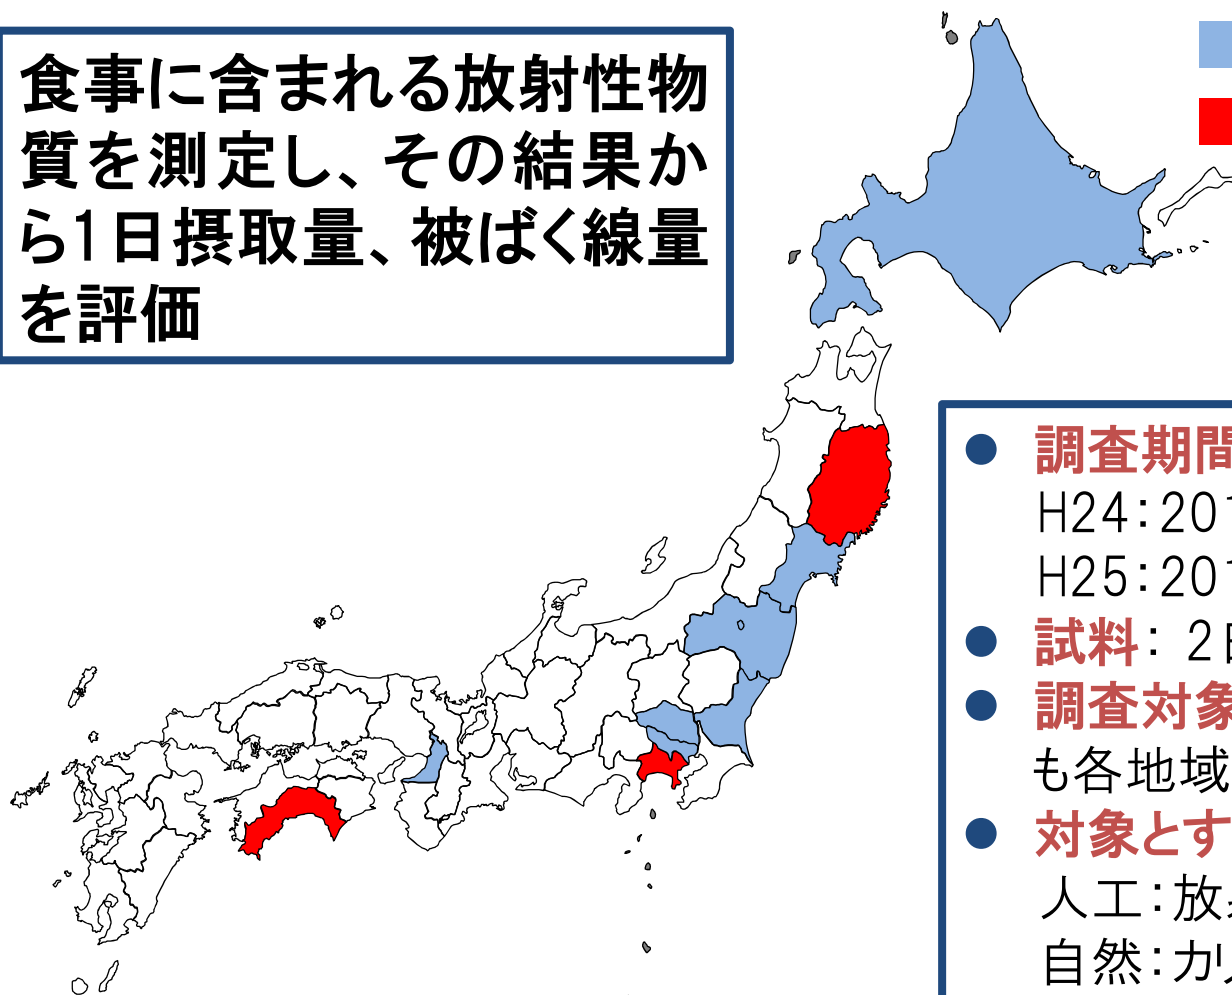 食事に含まれる放射性物
質を測定し、その結果か
ら1日摂取量、被ばく線量
を評価
● 調査期間
H24:201
H25:201
● 試料: 2日
● 調査対象
も各地域
● 対象とす
人工:放
自然:カリ